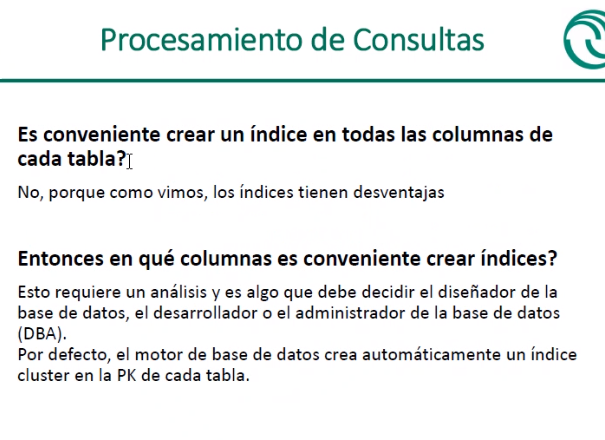 Procesamiento de Consultas
Es conveniente crear un índice en todas las columnas de
cada tabla?
No, porque como vimos, los índices tienen desventajas
Entonces en qué columnas es conveniente crear índices?
Esto requiere un análisis y es algo que debe decidir el diseñador de la
base de datos, el desarrollador o el administrador de la base de datos
(DBA).
Por defecto, el motor de base de datos crea automáticamente un índice
cluster en la PK de cada tabla.